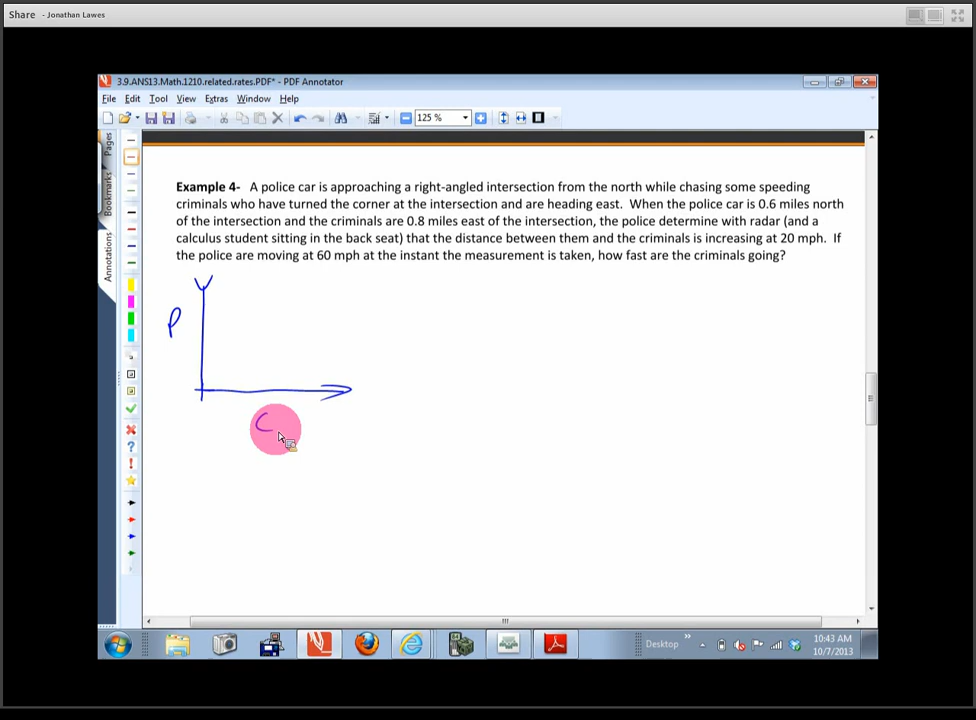 Share - Jonathan Lawes
3.9.ANS13.Math.1210.related.rates.PDF* - PDF Annotator
File Edit Tool View Extras Window Help
125 %
Pages
Bookmarks
Annotations
Example 4- A police car is approaching a right-angled intersection from the north while chasing some speeding
criminals who have turned the corner at the intersection and are heading east. When the police car is 0.6 miles north
of the intersection and the criminals are 0.8 miles east of the intersection, the police determine with radar (and a
calculus student sitting in the back seat) that the distance between them and the criminals is increasing at 20 mph. If
the police are moving at 60 mph at the instant the measurement is taken, how fast are the criminals going?
P
C
Desktop
10:43 AM
10/7/2013